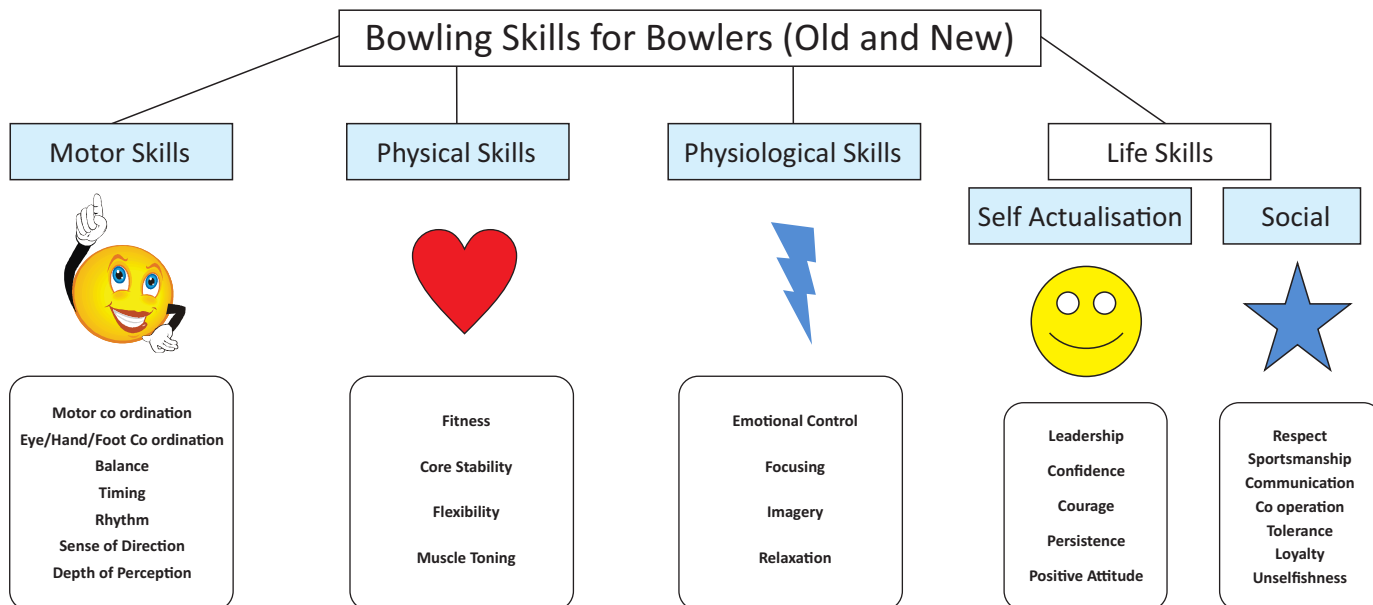 Bowling Skills for Bowlers (Old and New)
Motor Skills
Physical Skills
Physiological Skills
Life Skills
Self Actualisation
Social
Motor co ordination
Eye/Hand/Foot Co ordination
Balance
Timing
Rhythm
Sense of Direction
Depth of Perception
Fitness
Core Stability
Flexibility
Muscle Toning
Emotional Control
Focusing
Imagery
Relaxation
Leadership
Confidence
Courage
Persistence
Positive Attitude
Respect
Sportsmanship
Communication
Co operation
Tolerance
Loyalty
Unselfishness